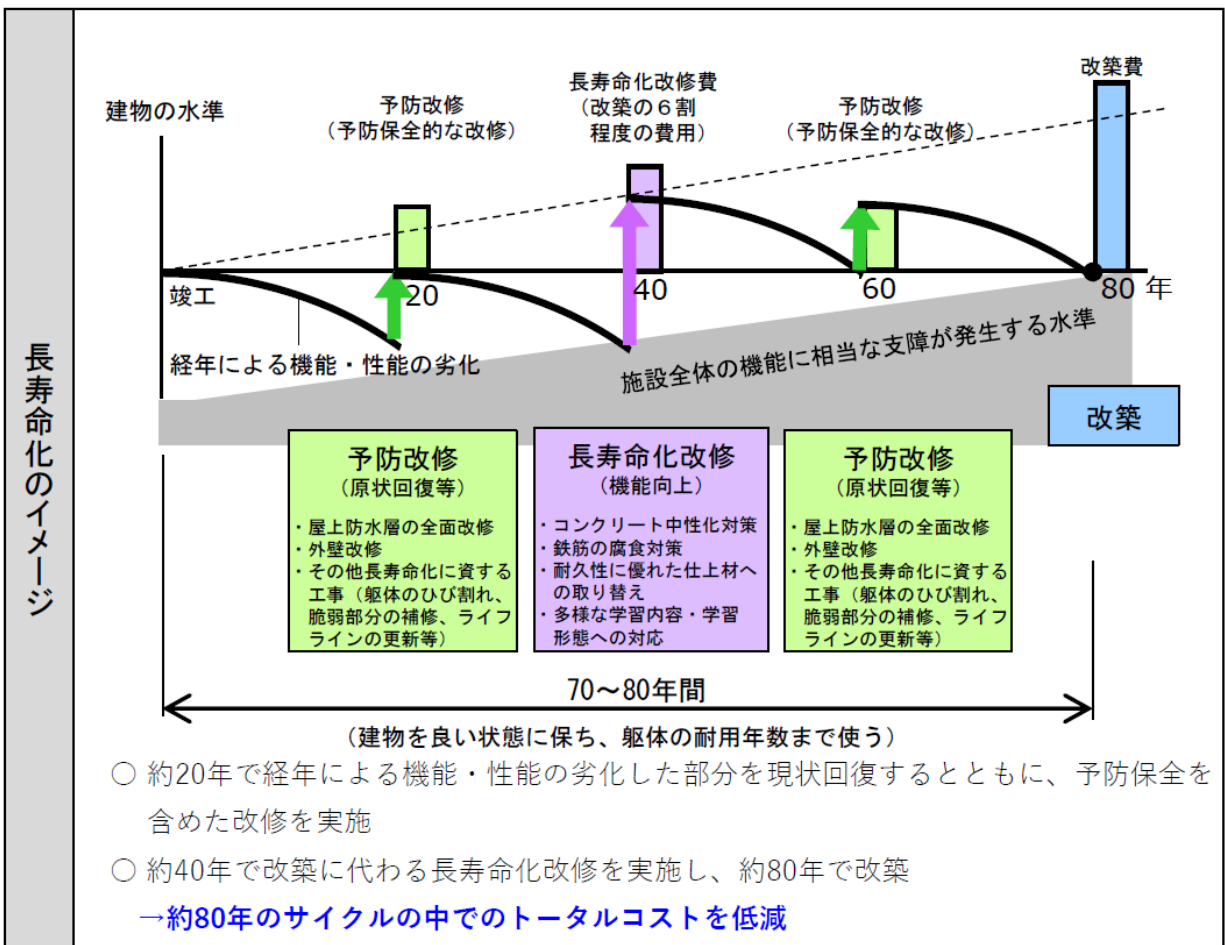 長寿命化のイメージ
建物の水準
予防改修
（予防保全的な改修）
長寿命化改修費
（改築の６割
程度の費用）
予防改修
（予防保全的な改修）
改築費
竣工
20
40
60
80 年
経年による機能・性能の劣化
施設全体の機能に相当な支障が発生する水準
改築
予防改修
（原状回復等）
・屋上防水層の全面改修
・外壁改修
・その他長寿命化に資する
工事（躯体のひび割れ、
脆弱部分の補修、ライフ
ラインの更新等）
長寿命化改修
（機能向上）
・コンクリート中性化対策
・鉄筋の腐食対策
・耐久性に優れた仕上材へ
の取り替え
・多様な学習内容・学習
形態への対応
予防改修
（原状回復等）
・屋上防水層の全面改修
・外壁改修
・その他長寿命化に資する
工事（躯体のひび割れ、
脆弱部分の補修、ライフ
ラインの更新等）
70～80年間
（建物を良い状態に保ち、躯体の耐用年数まで使う）
○ 約20年で経年による機能・性能の劣化した部分を現状回復するとともに、予防保全を
含めた改修を実施
○ 約40年で改築に代わる長寿命化改修を実施し、約80年で改築
→約80年のサイクルの中でのトータルコストを低減